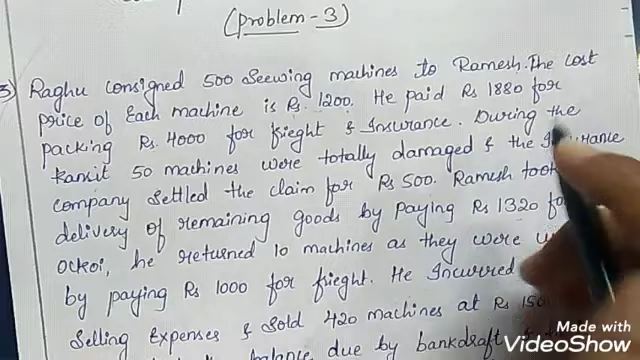 (Problem - 3)
3) Raghu consigned 500 Seewing machines to Ramesh. The cost
price of Each machine is Rs. 1200. He paid Rs 1880 for
packing Rs. 4000 for frieght & Insurance. During the
transit 50 machines were totally damaged & the
company settled the claim for Rs 500. Ramesh took
delivery of remaining goods by paying Rs 1320
Ockoi, he returned 10 machines as they were
by paying Rs 1000 for frieght. He Incurred
Selling Expenses & Sold 420 machines at Rs
balance due by bankdraft
Made with
VideoShow